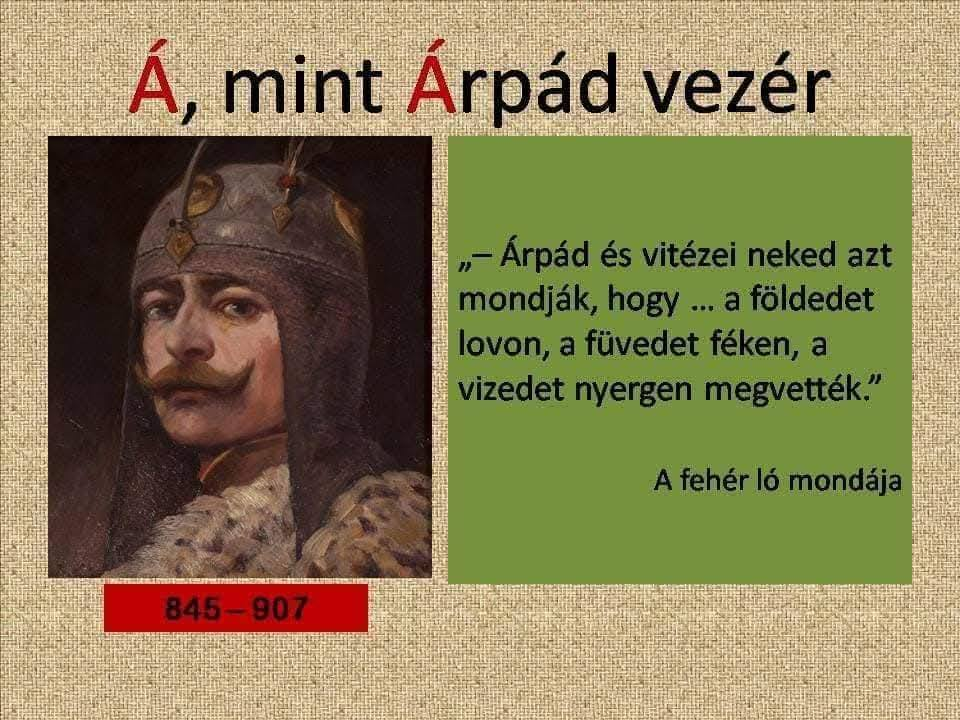 Á, mint Árpád vezér
„– Árpád és vitézei neked azt
mondják, hogy ... a földedet
lovon, a füvedet féken, a
vizedet nyergen megvették.”
A fehér ló mondája
845 – 907